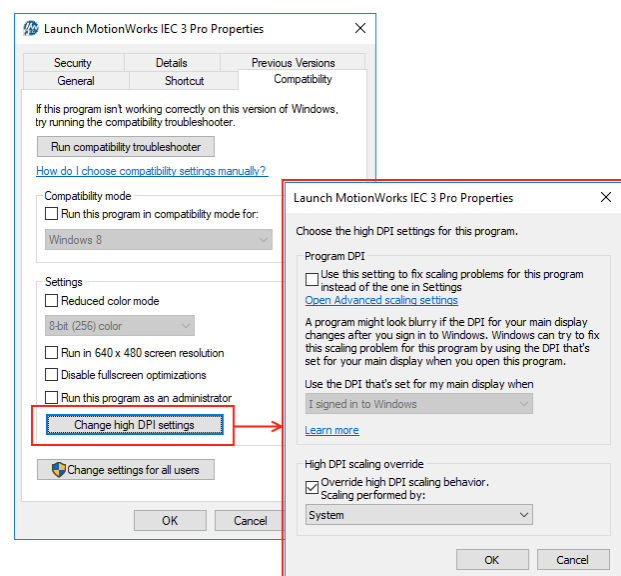 Launch MotionWorks IEC 3 Pro Properties
Security Details Previous Versions
General Shortcut Compatibility
If this program isn't working correctly on this version of Windows,
try running the compatibility troubleshooter.
Run compatibility troubleshooter
How do I choose compatibility settings manually?
Compatibility mode
Run this program in compatibility mode for:
Windows 8
Settings
Reduced color mode
8-bit (256) color
Run in 640 x 480 screen resolution
Disable fullscreen optimizations
Run this program as an administrator
Change high DPI settings
Change settings for all users
OK Cancel
Launch MotionWorks IEC 3 Pro Properties
Choose the high DPI settings for this program.
Program DPI
Use this setting to fix scaling problems for this program
instead of the one in Settings
Open Advanced scaling settings
A program might look blurry if the DPI for your main display
changes after you sign in to Windows. Windows can try to fix
this scaling problem for this program by using the DPI that's
set for your main display when you open this program.
Use the DPI that's set for my main display when
I signed in to Windows
Learn more
High DPI scaling override
Override high DPI scaling behavior.
Scaling performed by:
System
OK Cancel